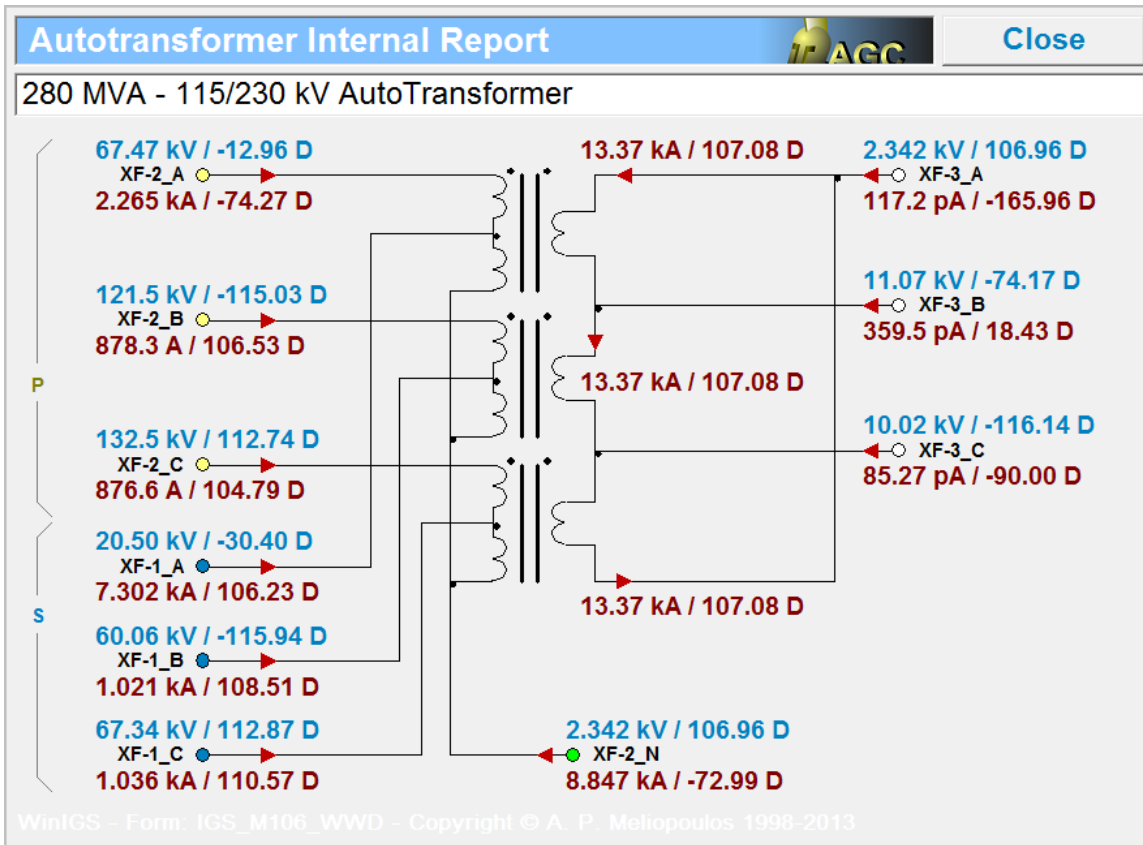 Autotransformer Internal Report
AGC
Close
280 MVA - 115/230 kV AutoTransformer
67.47 kV / -12.96 D
XF-2_A
2.265 kA / -74.27 D
13.37 kA / 107.08 D
2.342 kV / 106.96 D
XF-3_A
117.2 pA / -165.96 D
121.5 kV / -115.03 D
XF-2_B
878.3 A / 106.53 D
11.07 kV / -74.17 D
XF-3_B
359.5 pA / 18.43 D
P
13.37 kA / 107.08 D
132.5 kV / 112.74 D
XF-2_C
876.6 A / 104.79 D
10.02 kV / -116.14 D
XF-3_C
85.27 pA / -90.00 D
20.50 kV / -30.40 D
XF-1_A
7.302 kA / 106.23 D
13.37 kA / 107.08 D
S
60.06 kV / -115.94 D
XF-1_B
1.021 kA / 108.51 D
67.34 kV / 112.87 D
XF-1_C
1.036 kA / 110.57 D
2.342 kV / 106.96 D
XF-2_N
8.847 kA / -72.99 D
WinIGS - Form: IGS_M106_WWD - Copyright © A. P. Meliopoulos 1998-2013